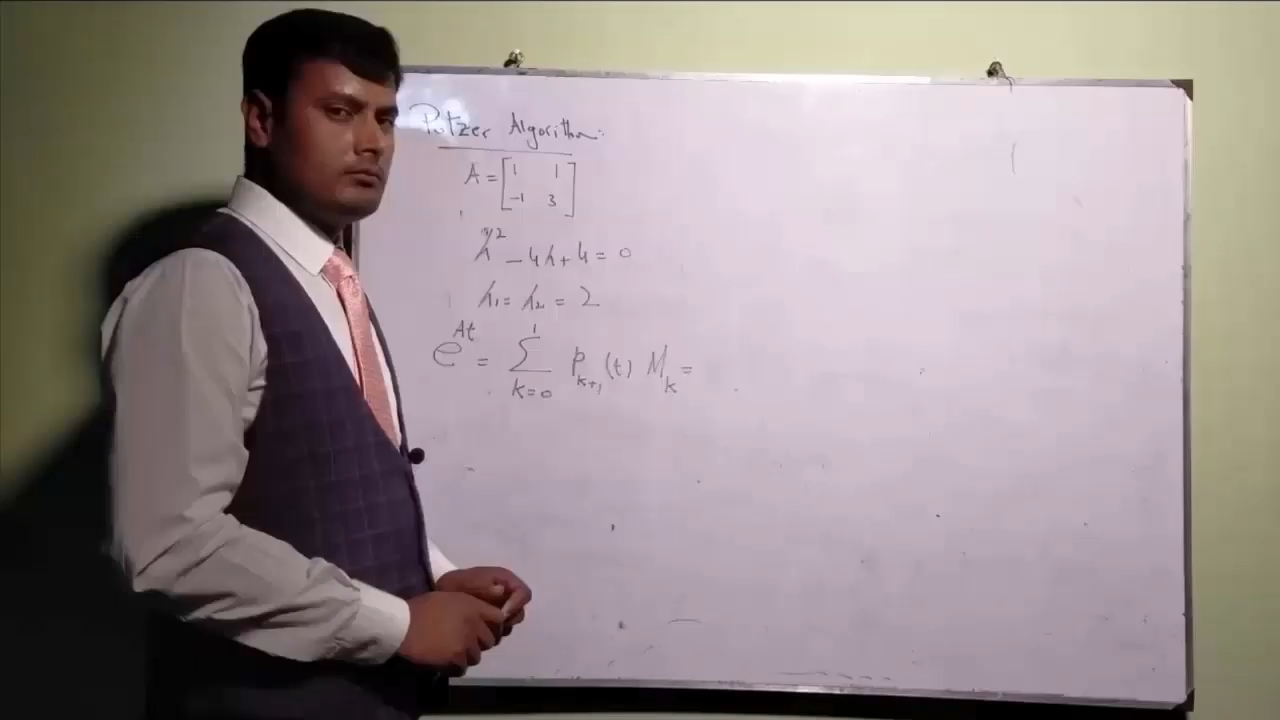 Putzer Algorithm:
A = [1 1
-1 3]
λ² - 4λ + 4 = 0
λ₁ = λ₂ = 2
e^At = ∑_{k=0}^{1} P_{k+1}(t) M_k =